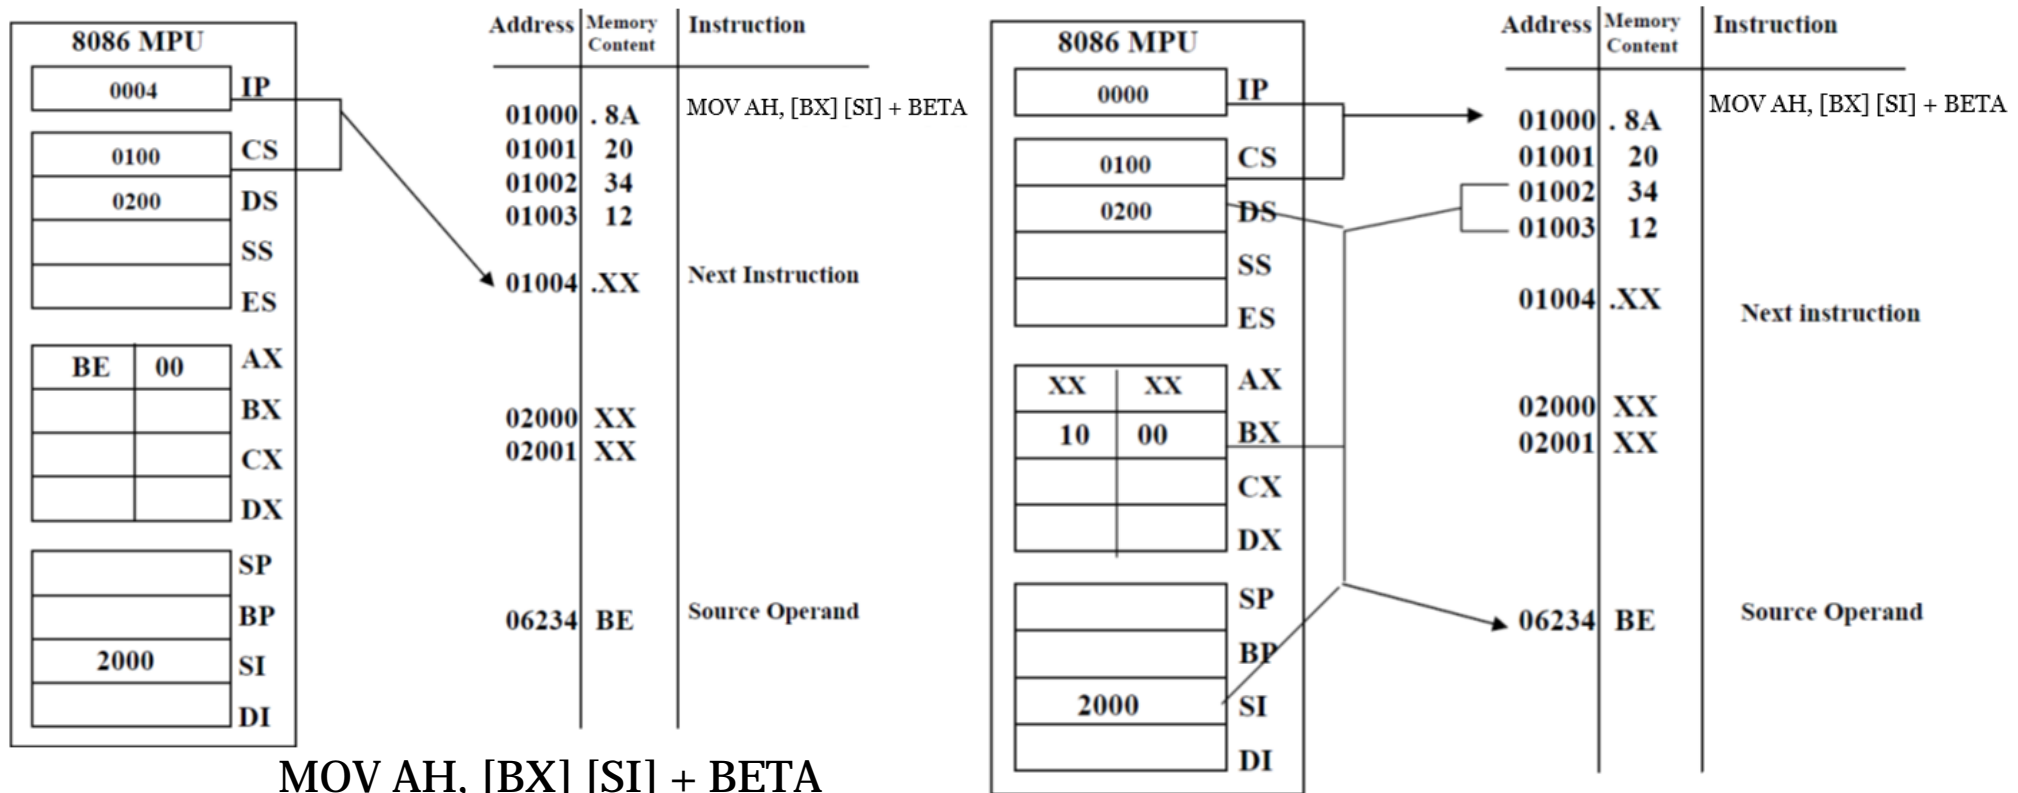 8086 MPU
0004 IP
0100 CS
0200 DS
SS
ES
BE 00 AX
BX
CX
DX
SP
BP
2000 SI
DI
Address Memory Content Instruction
01000 . 8A MOV AH, [BX] [SI] + BETA
01001 20
01002 34
01003 12
01004 .XX Next Instruction
02000 XX
02001 XX
06234 BE Source Operand
MOV AH, [BX] [SI] + BETA
8086 MPU
0000 IP
0100 CS
0200 DS
SS
ES
XX XX AX
10 00 BX
CX
DX
SP
BP
2000 SI
DI
Address Memory Content Instruction
01000 . 8A MOV AH, [BX] [SI] + BETA
01001 20
01002 34
01003 12
01004 .XX Next instruction
02000 XX
02001 XX
06234 BE Source Operand